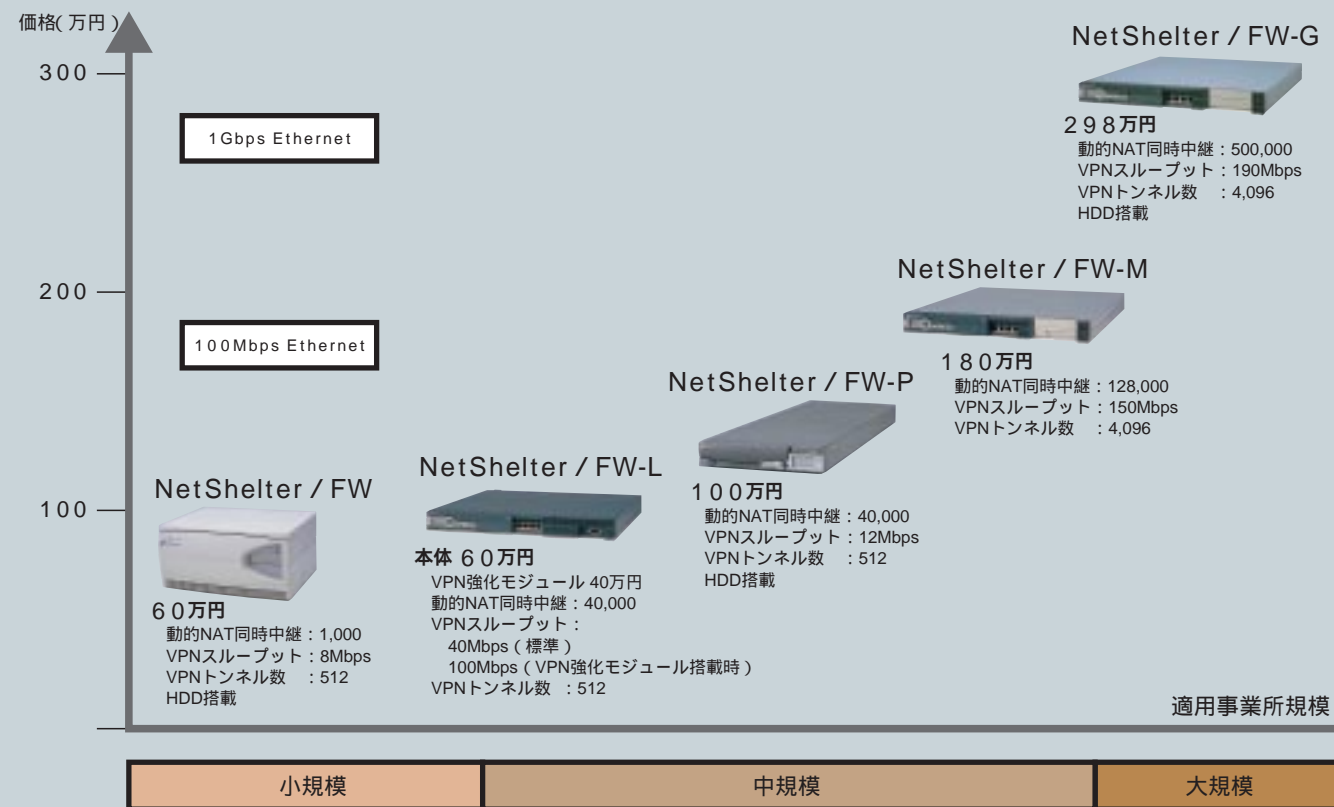 価格(万円)
300
200
100
1Gbps Ethernet
100Mbps Ethernet
NetShelter/FW
60万円
動的NAT同時中継:1,000
VPNスループット:8Mbps
VPNトンネル数 :512
HDD搭載
NetShelter/FW-L
本体 60万円
VPN強化モジュール 40万円
動的NAT同時中継:40,000
VPNスループット:
40Mbps(標準)
100Mbps(VPN強化モジュール搭載時)
VPNトンネル数 :512
NetShelter/FW-P
100万円
動的NAT同時中継:40,000
VPNスループット:12Mbps
VPNトンネル数 :512
HDD搭載
NetShelter/FW-M
180万円
動的NAT同時中継:128,000
VPNスループット:150Mbps
VPNトンネル数 :4,096
NetShelter/FW-G
298万円
動的NAT同時中継:500,000
VPNスループット:190Mbps
VPNトンネル数 :4,096
HDD搭載
適用事業所規模
小規模
中規模
大規模